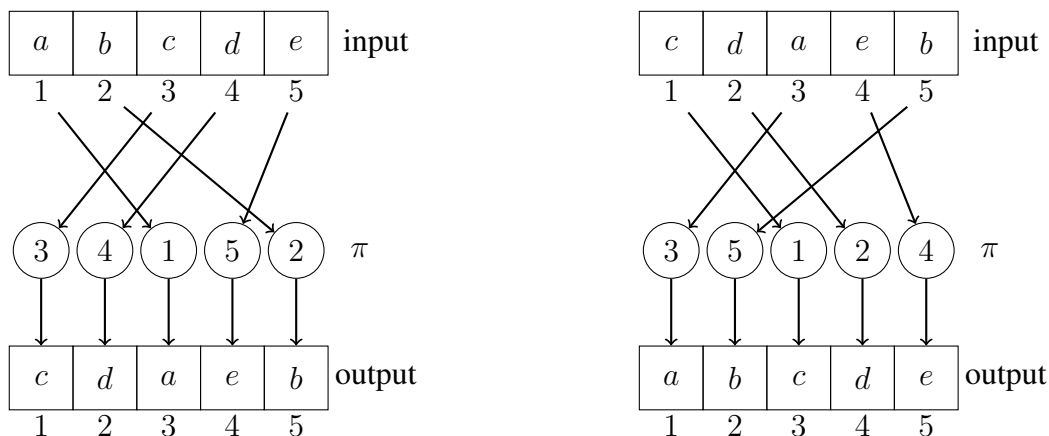 a b c d e input
1 2 3 4 5
3 4 1 5 2 π
c d a e b output
1 2 3 4 5
c d a e b input
1 2 3 4 5
3 5 1 2 4 π
a b c d e output
1 2 3 4 5